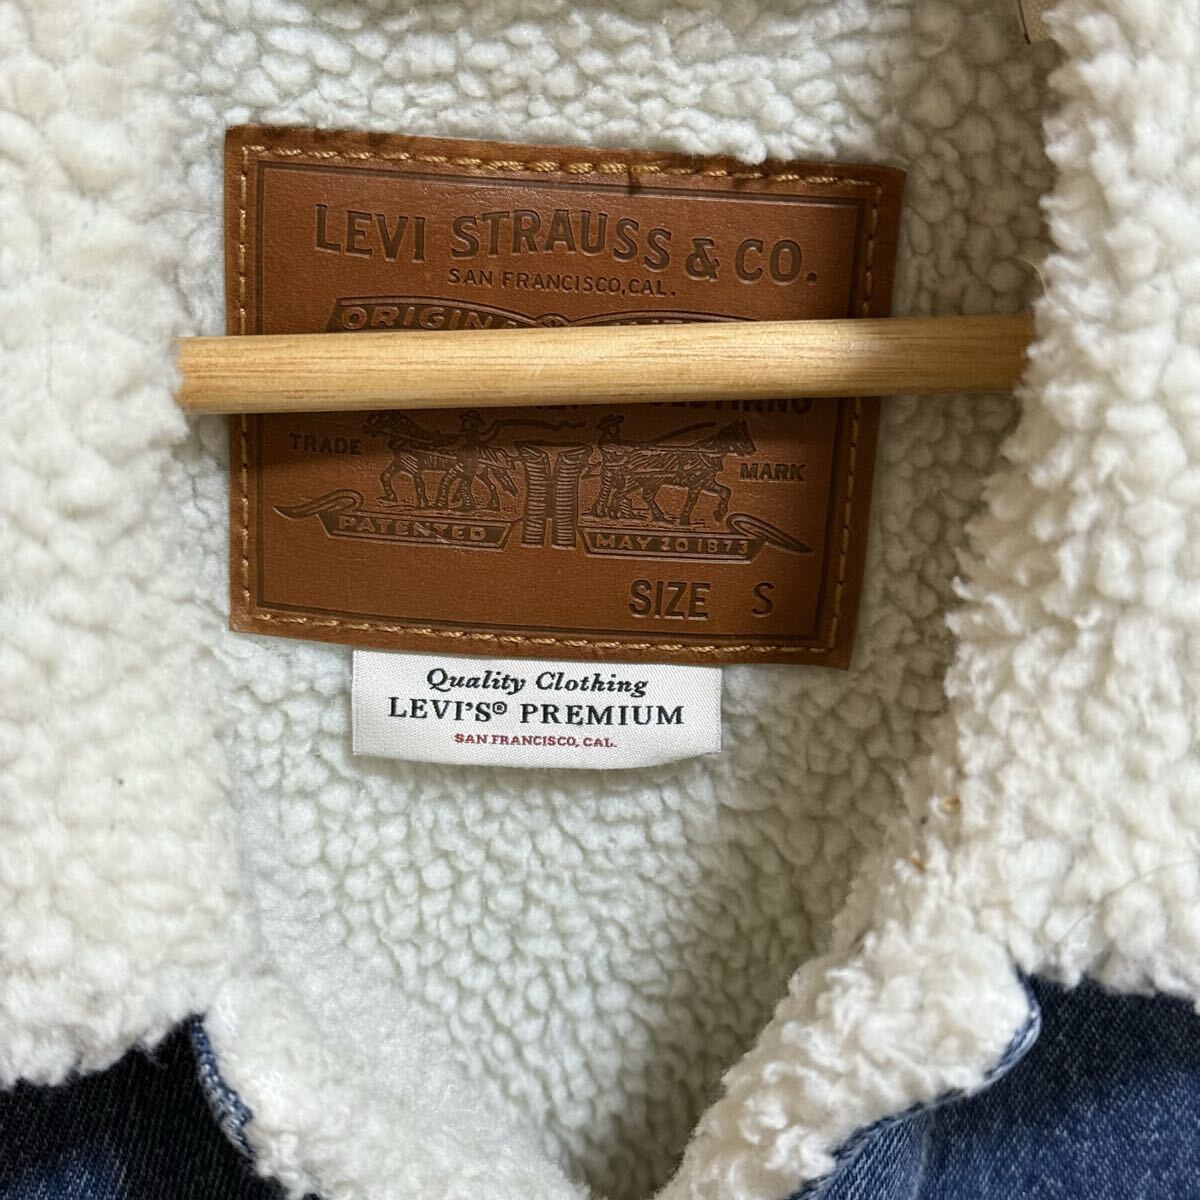 LEVI STRAUSS & CO.
SAN FRANCISCO, CAL.
TRADE MARK
PATENTED MAY 20 1873
SIZE S
Quality Clothing
LEVI'S® PREMIUM
SAN FRANCISCO, CAL.